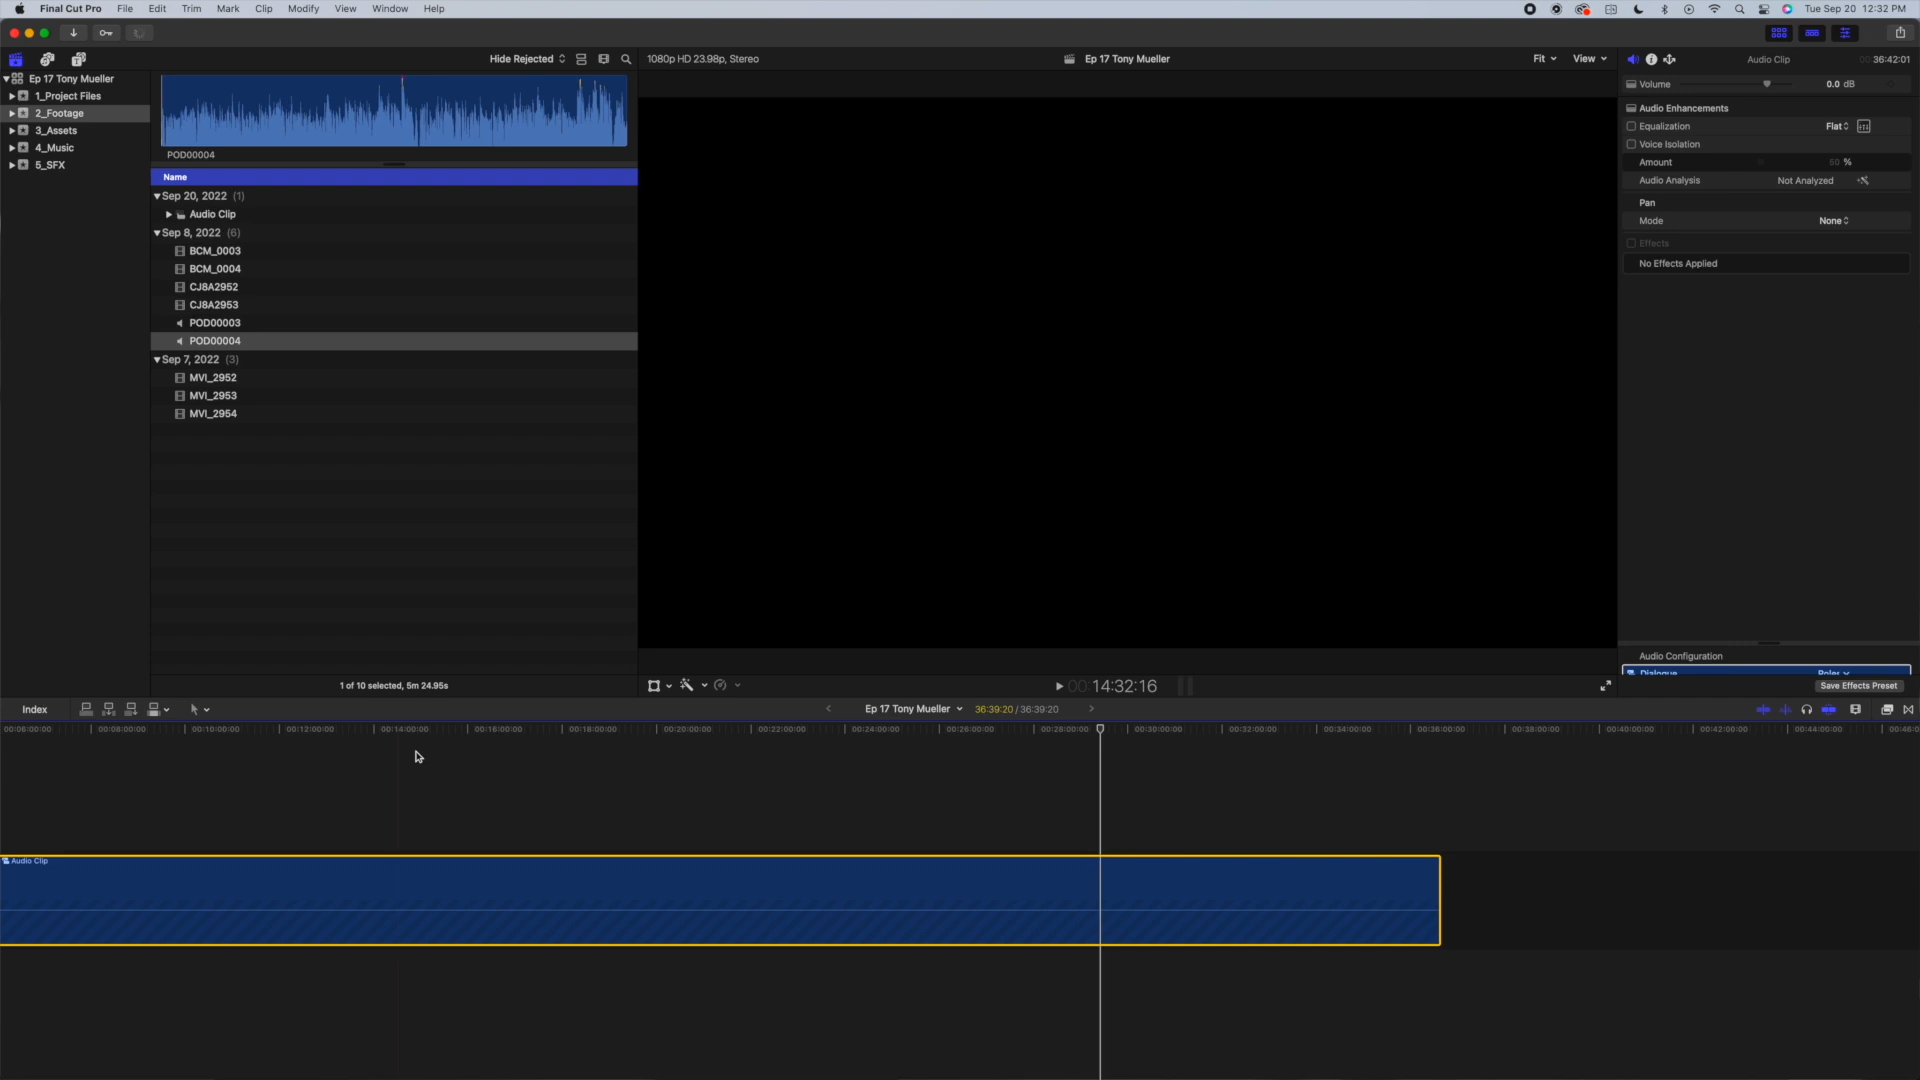 Final Cut Pro File Edit Trim Mark Clip Modify View Window Help
Tue Sep 20 12:32 PM
Hide Rejected
1080p HD 23.98p, Stereo
Ep 17 Tony Mueller
Fit
View
Audio Clip
00 36:42:01
Ep 17 Tony Mueller
1_Project Files
2_Footage
3_Assets
4_Music
5_SFX
POD00004
Name
Sep 20, 2022 (1)
Audio Clip
Sep 8, 2022 (6)
BCM_0003
BCM_0004
CJ8A2952
CJ8A2953
POD00003
POD00004
Sep 7, 2022 (3)
MVI_2952
MVI_2953
MVI_2954
1 of 10 selected, 5m 24.95s
00:14:32:16
Volume 0.0 dB
Audio Enhancements
Equalization Flat
Voice Isolation
Amount 50 %
Audio Analysis Not Analyzed
Pan
Mode None
Effects
No Effects Applied
Audio Configuration
Dialogue Roles
Save Effects Preset
Index
Ep 17 Tony Mueller 36:39:20 / 36:39:20
00:06:00:00 00:08:00:00 00:10:00:00 00:12:00:00 00:14:00:00 00:16:00:00 00:18:00:00 00:20:00:00 00:22:00:00 00:24:00:00 00:26:00:00 00:28:00:00 00:30:00:00 00:32:00:00 00:34:00:00 00:36:00:00 00:38:00:00 00:40:00:00 00:42:00:00 00:44:00:00 00:46:0
Audio Clip